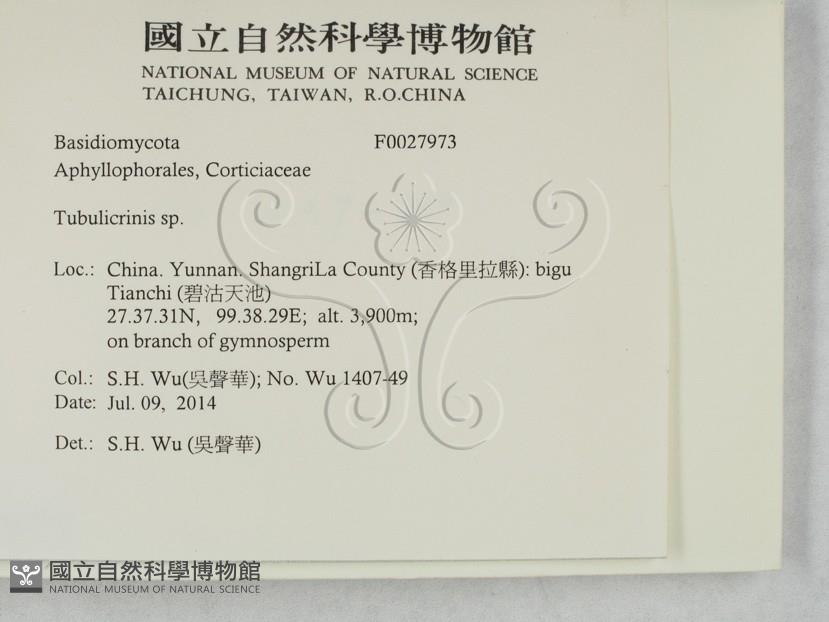 國立自然科學博物館
NATIONAL MUSEUM OF NATURAL SCIENCE
TAICHUNG, TAIWAN, R.O.CHINA
Basidiomycota F0027973
Aphyllophorales, Corticiaceae
Tubulicrinis sp.
Loc.: China. Yunnan. ShangriLa County (香格里拉縣): bigu
Tianchi (碧沽天池)
27.37.31N, 99.38.29E; alt. 3,900m;
on branch of gymnosperm
Col.: S.H. Wu(吳聲華); No. Wu 1407-49
Date: Jul. 09, 2014
Det.: S.H. Wu (吳聲華)
國立自然科學博物館
NATIONAL MUSEUM OF NATURAL SCIENCE